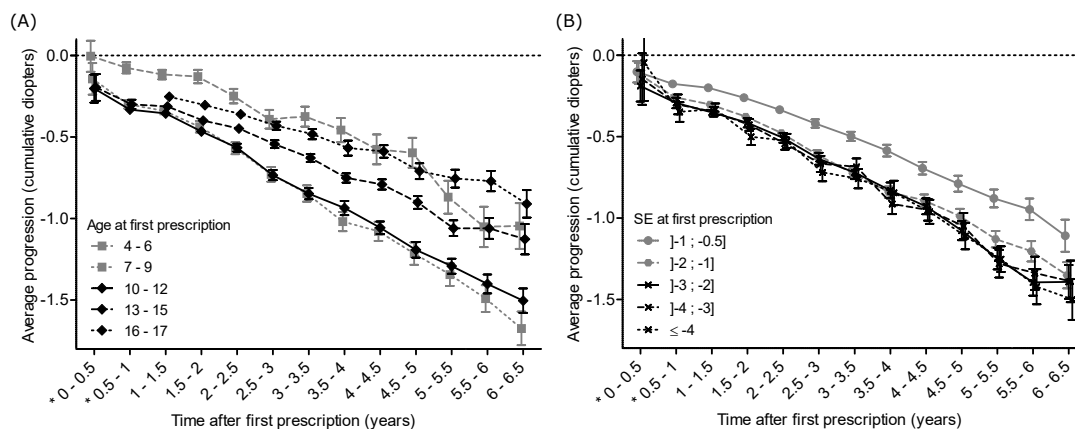 (A)
Average progression (cumulative diopters)
0.0
-0.5
-1.0
-1.5
Age at first prescription
4 - 6
7 - 9
10 - 12
13 - 15
16 - 17
* 0 - 0.5
* 0.5 - 1
1 - 1.5
1.5 - 2
2 - 2.5
2.5 - 3
3 - 3.5
3.5 - 4
4 - 4.5
4.5 - 5
5 - 5.5
5.5 - 6
6 - 6.5
Time after first prescription (years)
(B)
Average progression (cumulative diopters)
0.0
-0.5
-1.0
-1.5
SE at first prescription
]-1 ; -0.5]
]-2 ; -1]
]-3 ; -2]
]-4 ; -3]
≤ -4
* 0 - 0.5
* 0.5 - 1
1 - 1.5
1.5 - 2
2 - 2.5
2.5 - 3
3 - 3.5
3.5 - 4
4 - 4.5
4.5 - 5
5 - 5.5
5.5 - 6
6 - 6.5
Time after first prescription (years)